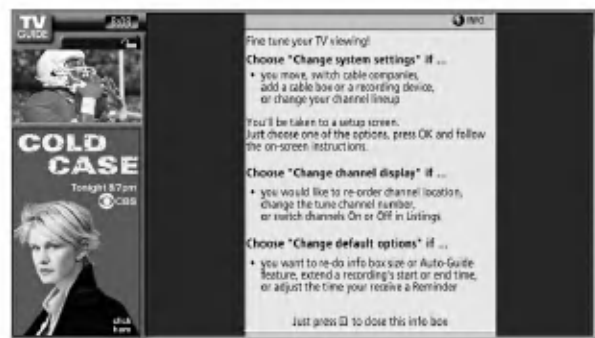 TV
GUIDE
INFO
Fine tune your TV viewing!
Choose "Change system settings" if ...
• you move, switch cable companies,
add a cable box or a recording device,
or change your channel lineup
You'll be taken to a setup screen.
Just choose one of the options, press OK and follow
the on-screen instructions.
Choose "Change channel display" if ...
• you would like to re-order channel location,
change the tune channel number,
or switch channels On or Off in Listings
Choose "Change default options" if ...
• you want to re-do info box size or Auto-Guide
feature, extend a recording's start or end time,
or adjust the time your receive a Reminder
Just press to close this info box
COLD
CASE
Tonight 8/7pm
CBS
click
here